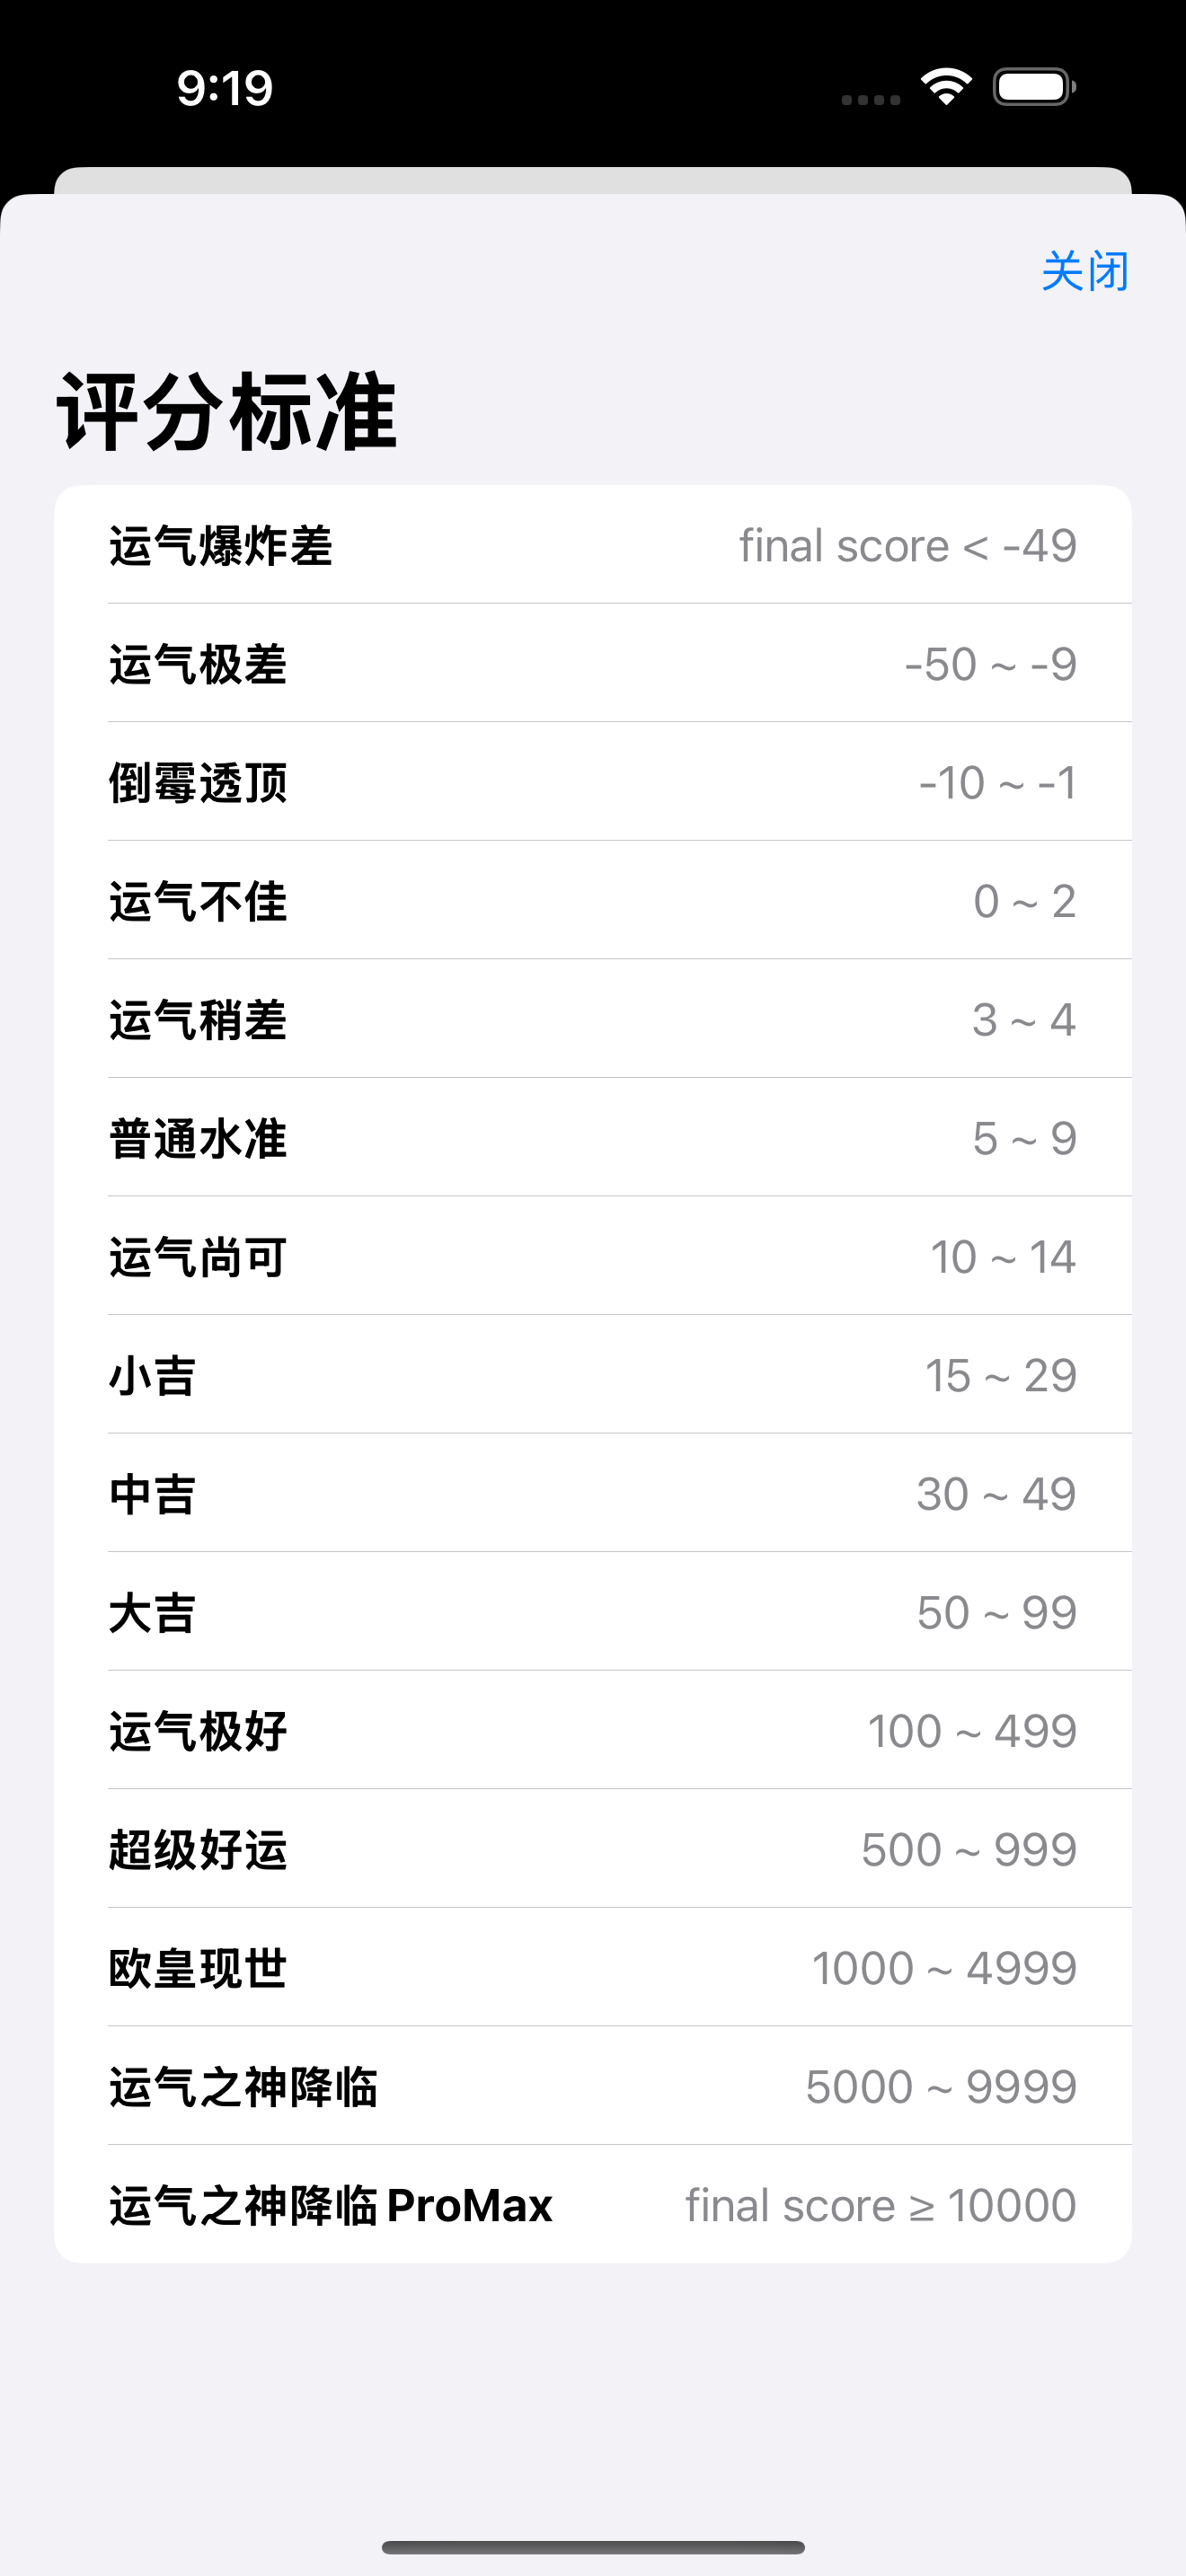 9:19
关闭
评分标准
运气爆炸差 final score < -49
运气极差 -50 ~ -9
倒霉透顶 -10 ~ -1
运气不佳 0 ~ 2
运气稍差 3 ~ 4
普通水准 5 ~ 9
运气尚可 10 ~ 14
小吉 15 ~ 29
中吉 30 ~ 49
大吉 50 ~ 99
运气极好 100 ~ 499
超级好运 500 ~ 999
欧皇现世 1000 ~ 4999
运气之神降临 5000 ~ 9999
运气之神降临 ProMax final score ≥ 10000